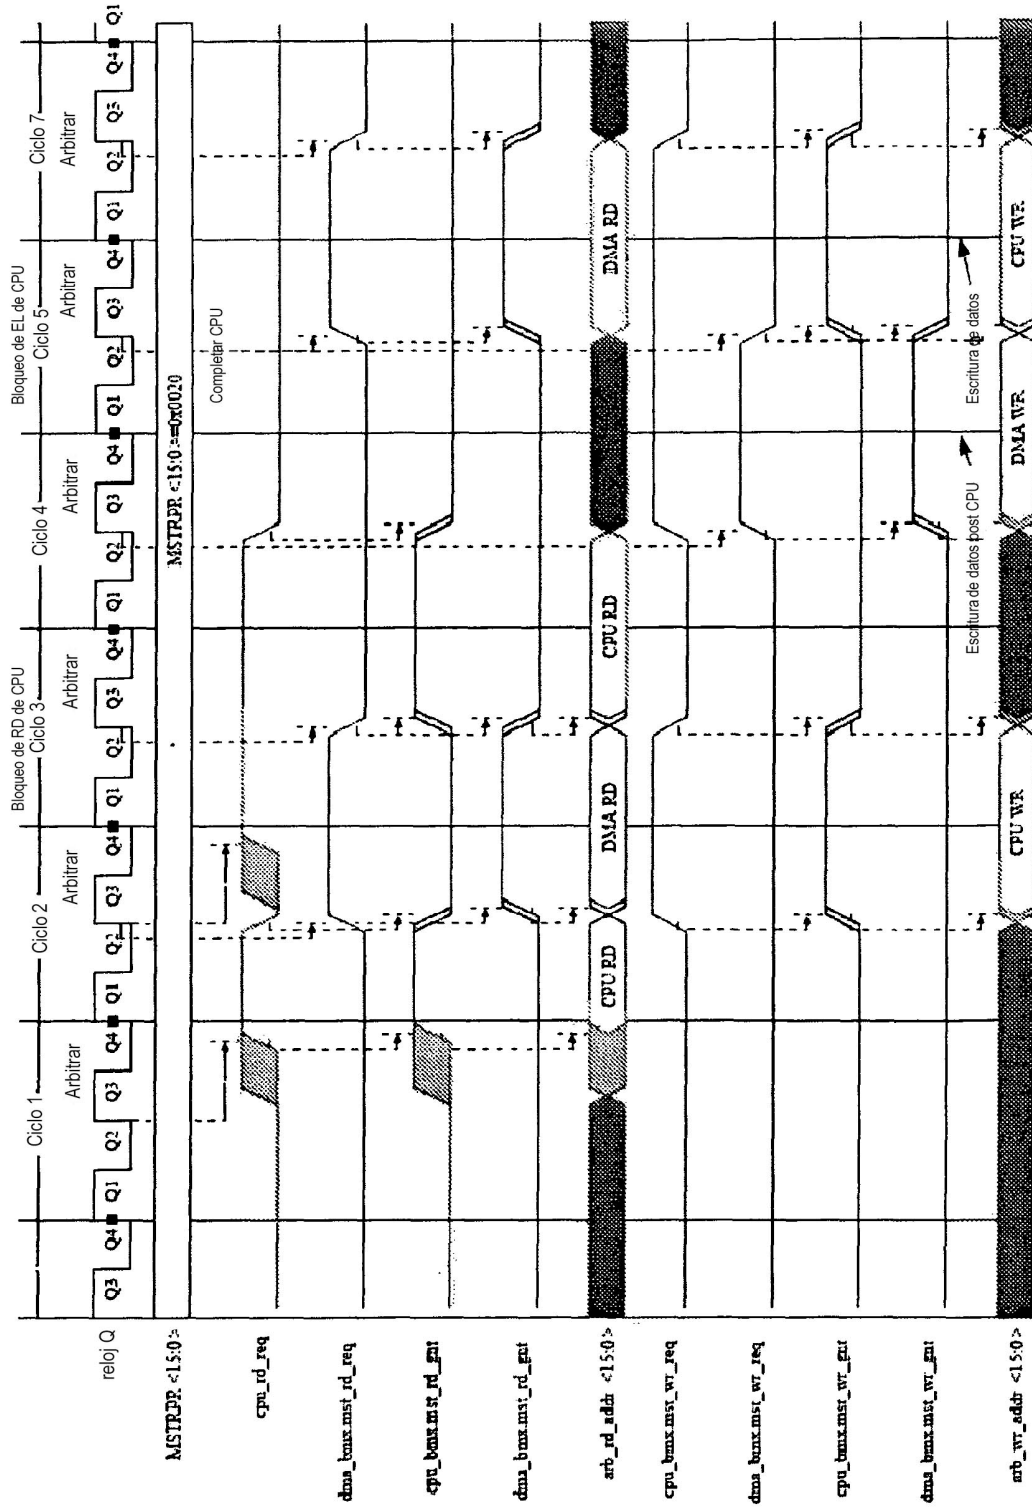 Bloqueo de RD de CPU
Bloqueo de EL de CPU
Ciclo 1
Ciclo 2
Ciclo 3
Ciclo 4
Ciclo 5
Ciclo 7
Arbitrar
Arbitrar
Arbitrar
Arbitrar
Arbitrar
Arbitrar
reloj Q
Q3 Q4 Q1 Q2 Q3 Q4 Q1 Q2 Q3 Q4 Q1 Q2 Q3 Q4 Q1 Q2 Q3 Q4 Q1 Q2 Q3 Q4 Q1 Q2 Q3 Q4 Q1
MSTRPR <15:0>
MSTRPR <15:0>=0x0020
cpu_rd_req
Completar CPU
dma_bmx.mst_rd_req
cpu_bmx.mst_rd_gnt
dma_bmx.mst_rd_gnt
arb_rd_addr <15:0>
CPU RD
DMA RD
CPU RD
DMA RD
cpu_bmx.mst_wr_req
dma_bmx.mst_wr_req
cpu_bmx.mst_wr_gnt
dma_bmx.mst_wr_gnt
Escritura de datos post CPU
Escritura de datos
arb_wr_addr <15:0>
CPU WR
DMA WR
CPU WR